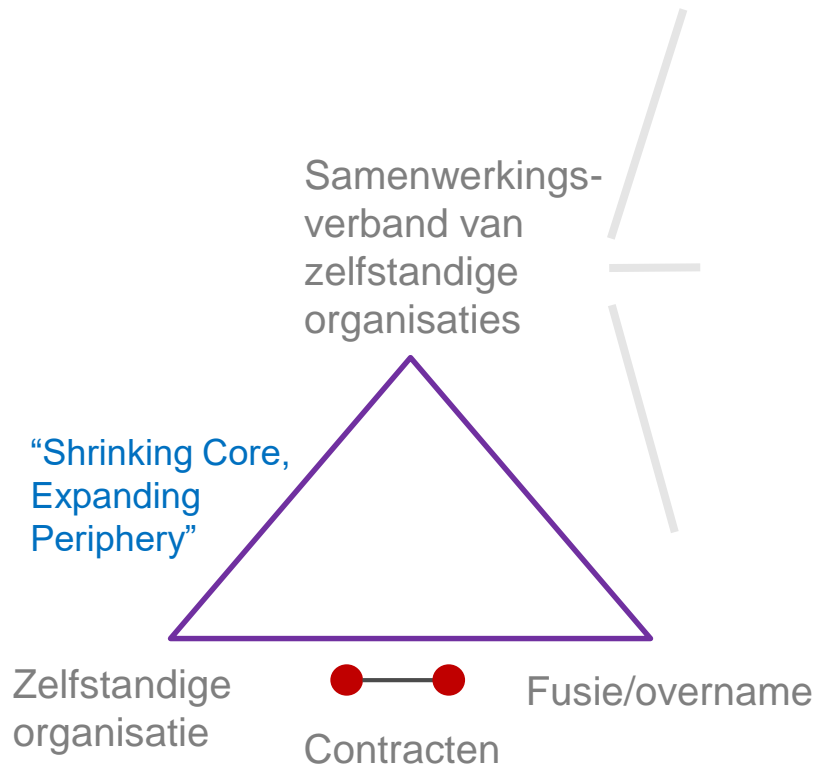 Samenwerkings-
verband van
zelfstandige
organisaties
“Shrinking Core,
Expanding
Periphery”
Zelfstandige
organisatie
Contracten
Fusie/overname